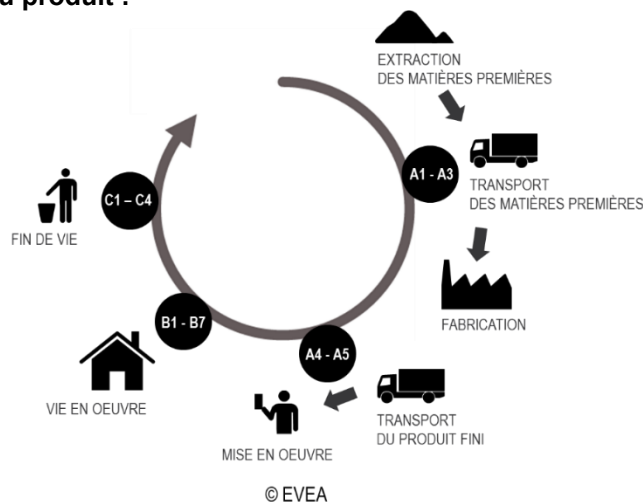 u produit :
EXTRACTION
DES MATIÈRES PREMIÈRES
A1 - A3
TRANSPORT
DES MATIÈRES PREMIÈRES
FABRICATION
A4 - A5
TRANSPORT
DU PRODUIT FINI
MISE EN OEUVRE
B1 - B7
VIE EN OEUVRE
C1 – C4
FIN DE VIE
© EVEA